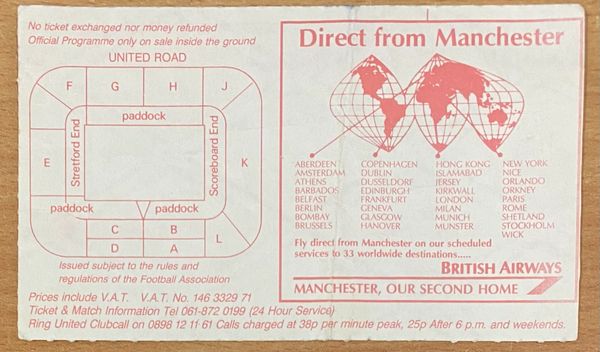 No ticket exchanged nor money refunded
Official Programme only on sale inside the ground
UNITED ROAD
F
G
H
J
paddock
Stretford End
Scoreboard End
E
K
paddock
paddock
C
B
D
A
L
Issued subject to the rules and
regulations of the Football Association
Direct from Manchester
ABERDEEN
AMSTERDAM
ATHENS
BARBADOS
BELFAST
BERLIN
BOMBAY
BRUSSELS
COPENHAGEN
DUBLIN
DUSSELDORF
EDINBURGH
FRANKFURT
GENEVA
GLASGOW
HANOVER
HONG KONG
ISLAMABAD
JERSEY
KIRKWALL
LONDON
MILAN
MUNICH
MUNSTER
NEW YORK
NICE
ORLANDO
ORKNEY
PARIS
ROME
SHETLAND
STOCKHOLM
WICK
Fly direct from Manchester on our scheduled
services to 33 worldwide destinations.....
BRITISH AIRWAYS
MANCHESTER, OUR SECOND HOME
Prices include V.A.T. V.A.T. No. 146 3329 71
Ticket & Match Information Tel 061-872 0199 (24 Hour Service)
Ring United Clubcall on 0898 12 11 61 Calls charged at 38p per minute peak, 25p After 6 p.m. and weekends.